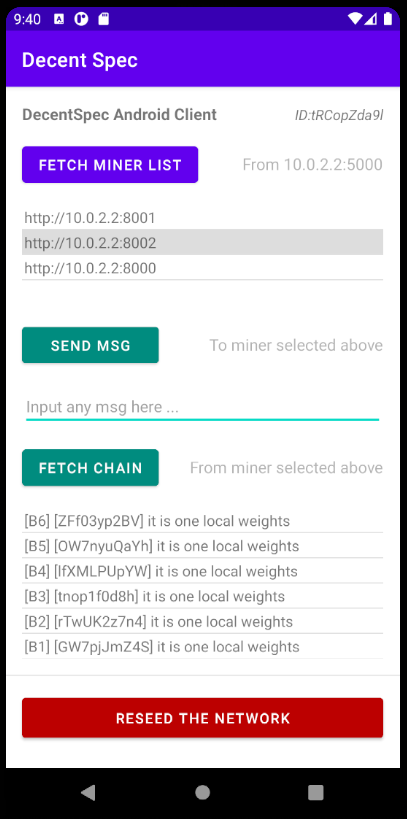 9:40
Decent Spec
DecentSpec Android Client ID:tRCopZda9l
FETCH MINER LIST From 10.0.2.2:5000
http://10.0.2.2:8001
http://10.0.2.2:8002
http://10.0.2.2:8000
SEND MSG To miner selected above
Input any msg here ...
FETCH CHAIN From miner selected above
[B6] [ZFf03yp2BV] it is one local weights
[B5] [OW7nyuQaYh] it is one local weights
[B4] [lfXMLPUpYW] it is one local weights
[B3] [tnop1f0d8h] it is one local weights
[B2] [rTwUK2z7n4] it is one local weights
[B1] [GW7pjJmZ4S] it is one local weights
RESEED THE NETWORK